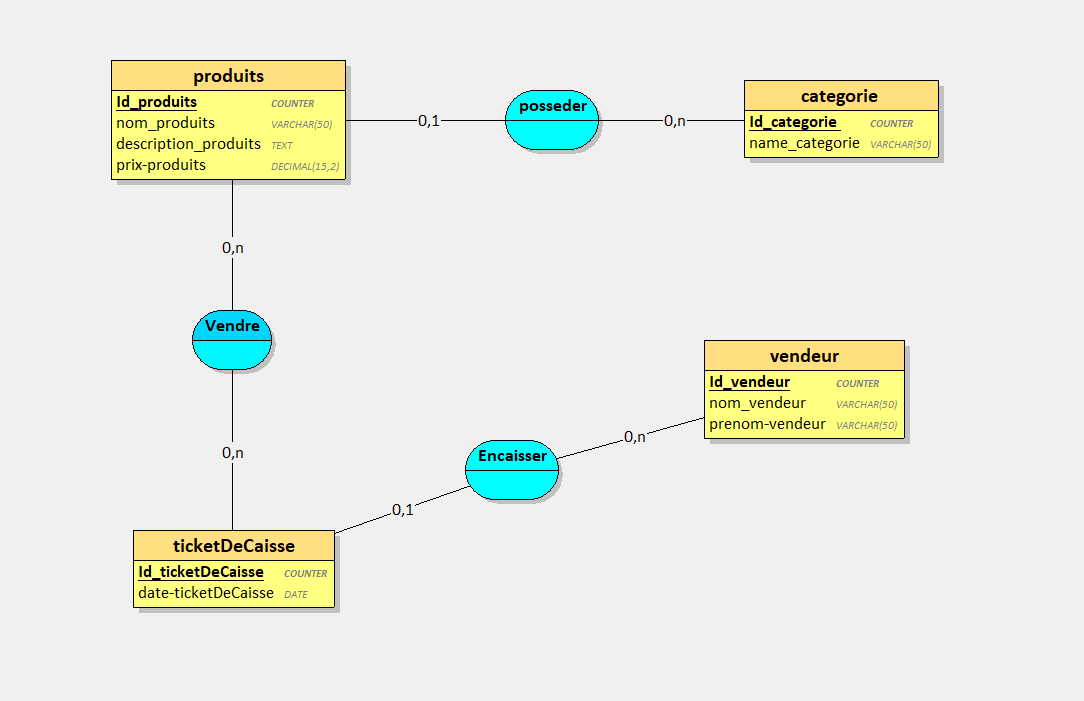 produits
Id_produits COUNTER
nom_produits VARCHAR(50)
description_produits TEXT
prix-produits DECIMAL(15,2)
0,1
posseder
0,n
categorie
Id_categorie COUNTER
name_categorie VARCHAR(50)
0,n
Vendre
0,n
vendeur
Id_vendeur COUNTER
nom_vendeur VARCHAR(50)
prenom-vendeur VARCHAR(50)
0,n
Encaisser
0,1
ticketDeCaisse
Id_ticketDeCaisse COUNTER
date-ticketDeCaisse DATE